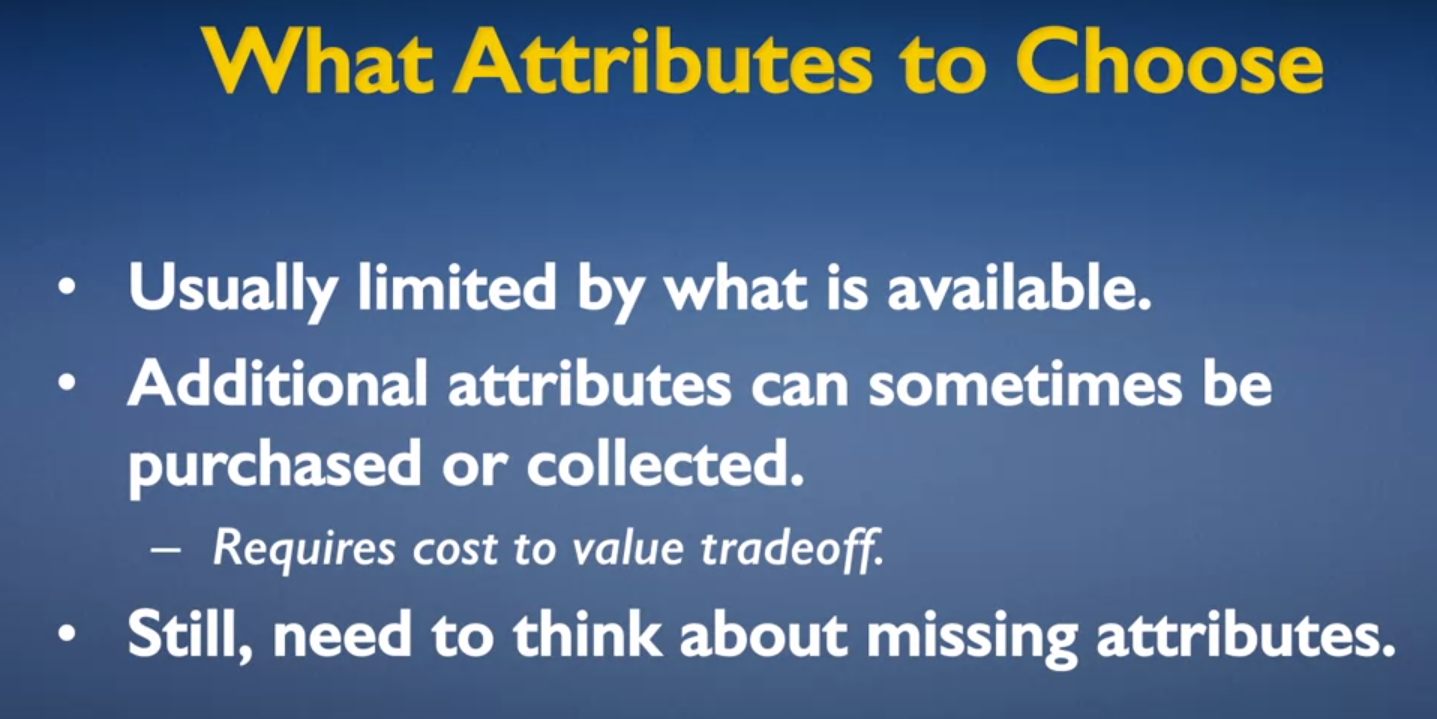 What Attributes to Choose
• Usually limited by what is available.
• Additional attributes can sometimes be
purchased or collected.
– Requires cost to value tradeoff.
• Still, need to think about missing attributes.